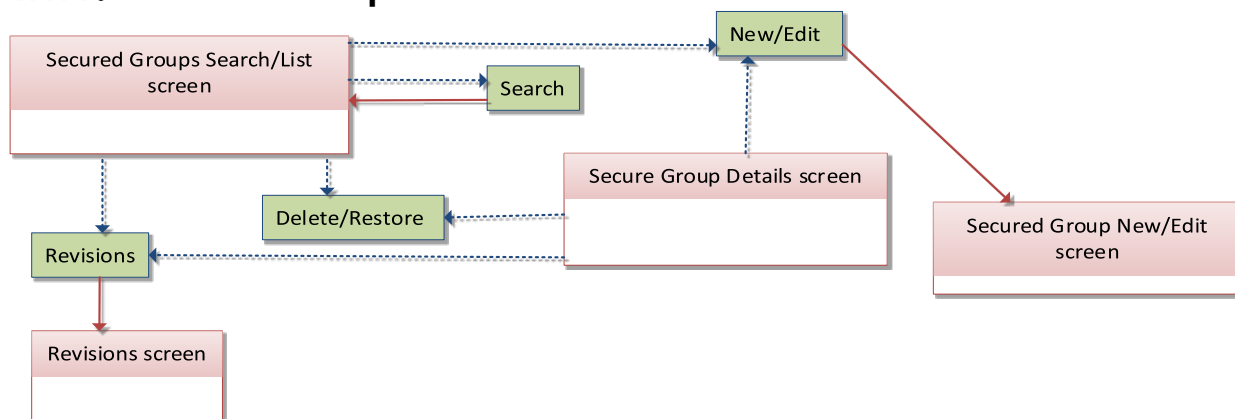 New/Edit
Secured Groups Search/List
screen
Search
Secure Group Details screen
Delete/Restore
Secured Group New/Edit
screen
Revisions
Revisions screen